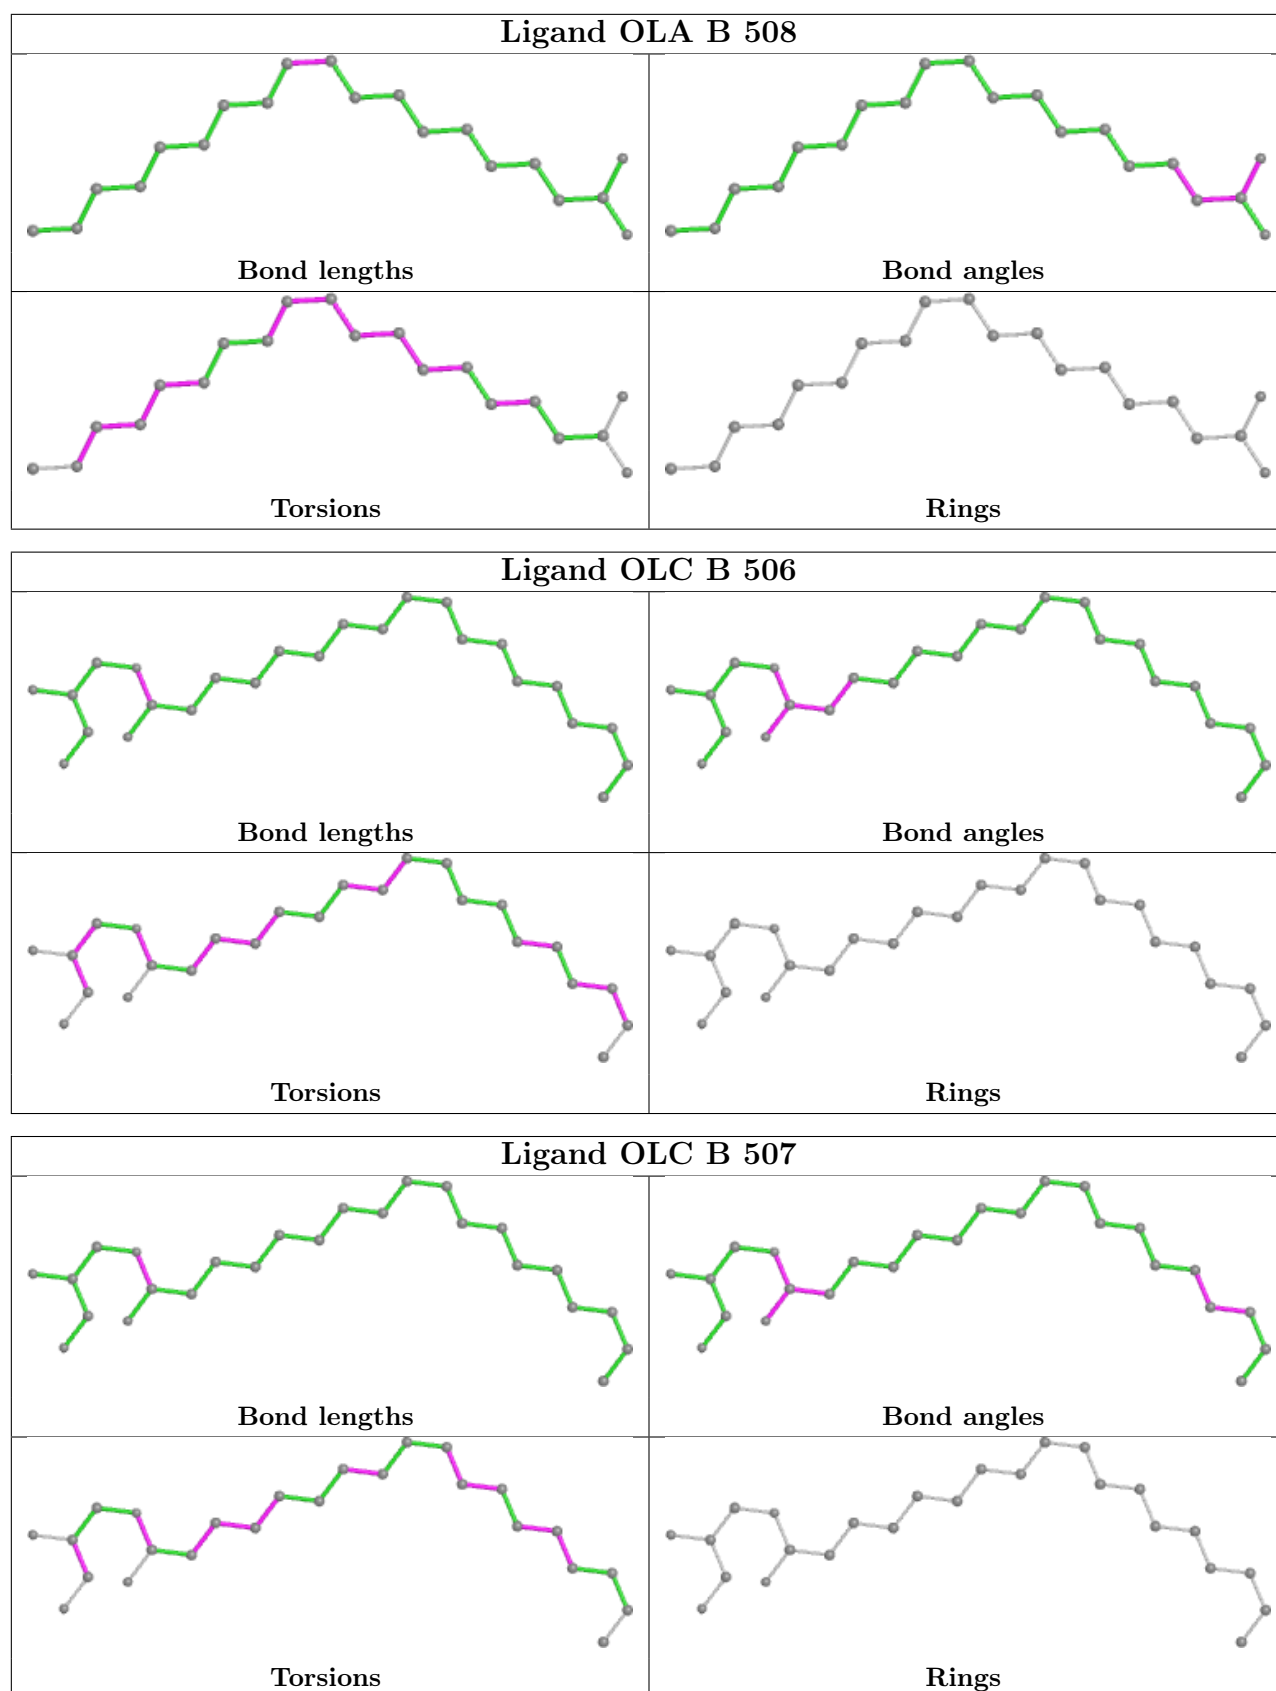 Ligand OLA B 508
Bond lengths
Bond angles
Torsions
Rings
Ligand OLC B 506
Bond lengths
Bond angles
Torsions
Rings
Ligand OLC B 507
Bond lengths
Bond angles
Torsions
Rings